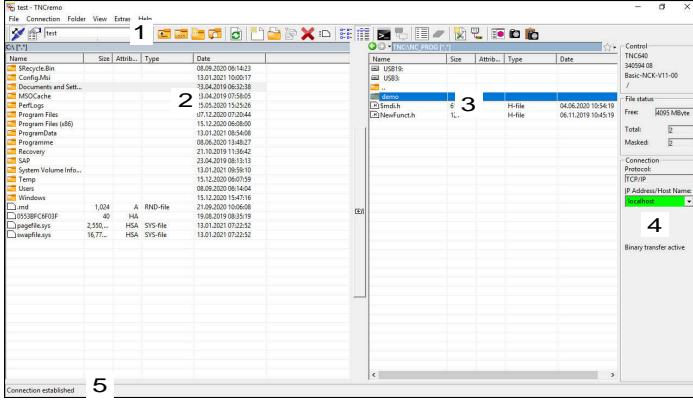 test - TNCremo
File Connection Folder View Extras Help
test
1
C:\ [*.*]
Name Size Attrib... Type Date
$Recycle.Bin 08.09.2020 06:14:23
Config.Msi 13.01.2021 10:00:17
Documents and Sett... 23.04.2019 06:32:38
MSOCache 23.04.2019 07:58:05
PerfLogs 15.05.2020 15:25:26
Program Files 07.12.2020 07:20:44
Program Files (x86) 15.12.2020 06:08:00
ProgramData 13.01.2021 08:54:08
Programme 08.06.2020 13:48:27
Recovery 21.10.2019 11:36:42
SAP 23.04.2019 08:13:13
System Volume Info... 13.01.2021 09:59:10
Temp 15.12.2020 06:07:59
Users 08.09.2020 06:14:04
Windows 15.12.2020 15:47:16
.rnd 1,024 A RND-file 21.09.2020 10:06:08
0553BFC6F03F 40 HA 19.08.2019 08:35:19
pagefile.sys 2,550,... HSA SYS-file 13.01.2021 07:22:52
swapfile.sys 16,77... HSA SYS-file 13.01.2021 07:22:52
2
TNC:\NC_PROG [*.*]
Name Size Attrib... Type Date
USB19:
USB3:
..
demo
$mdi.h H-file 04.06.2020 10:54:19
NewFunct.h H-file 06.11.2019 10:45:19
3
Control
TNC640
340594 08
Basic-NCK-V11-00
/
File status
Free: 4095 MByte
Total: 2
Masked: 2
Connection
Protocol:
TCP/IP
IP Address/Host Name:
localhost
4
Binary transfer active
Connection established
5